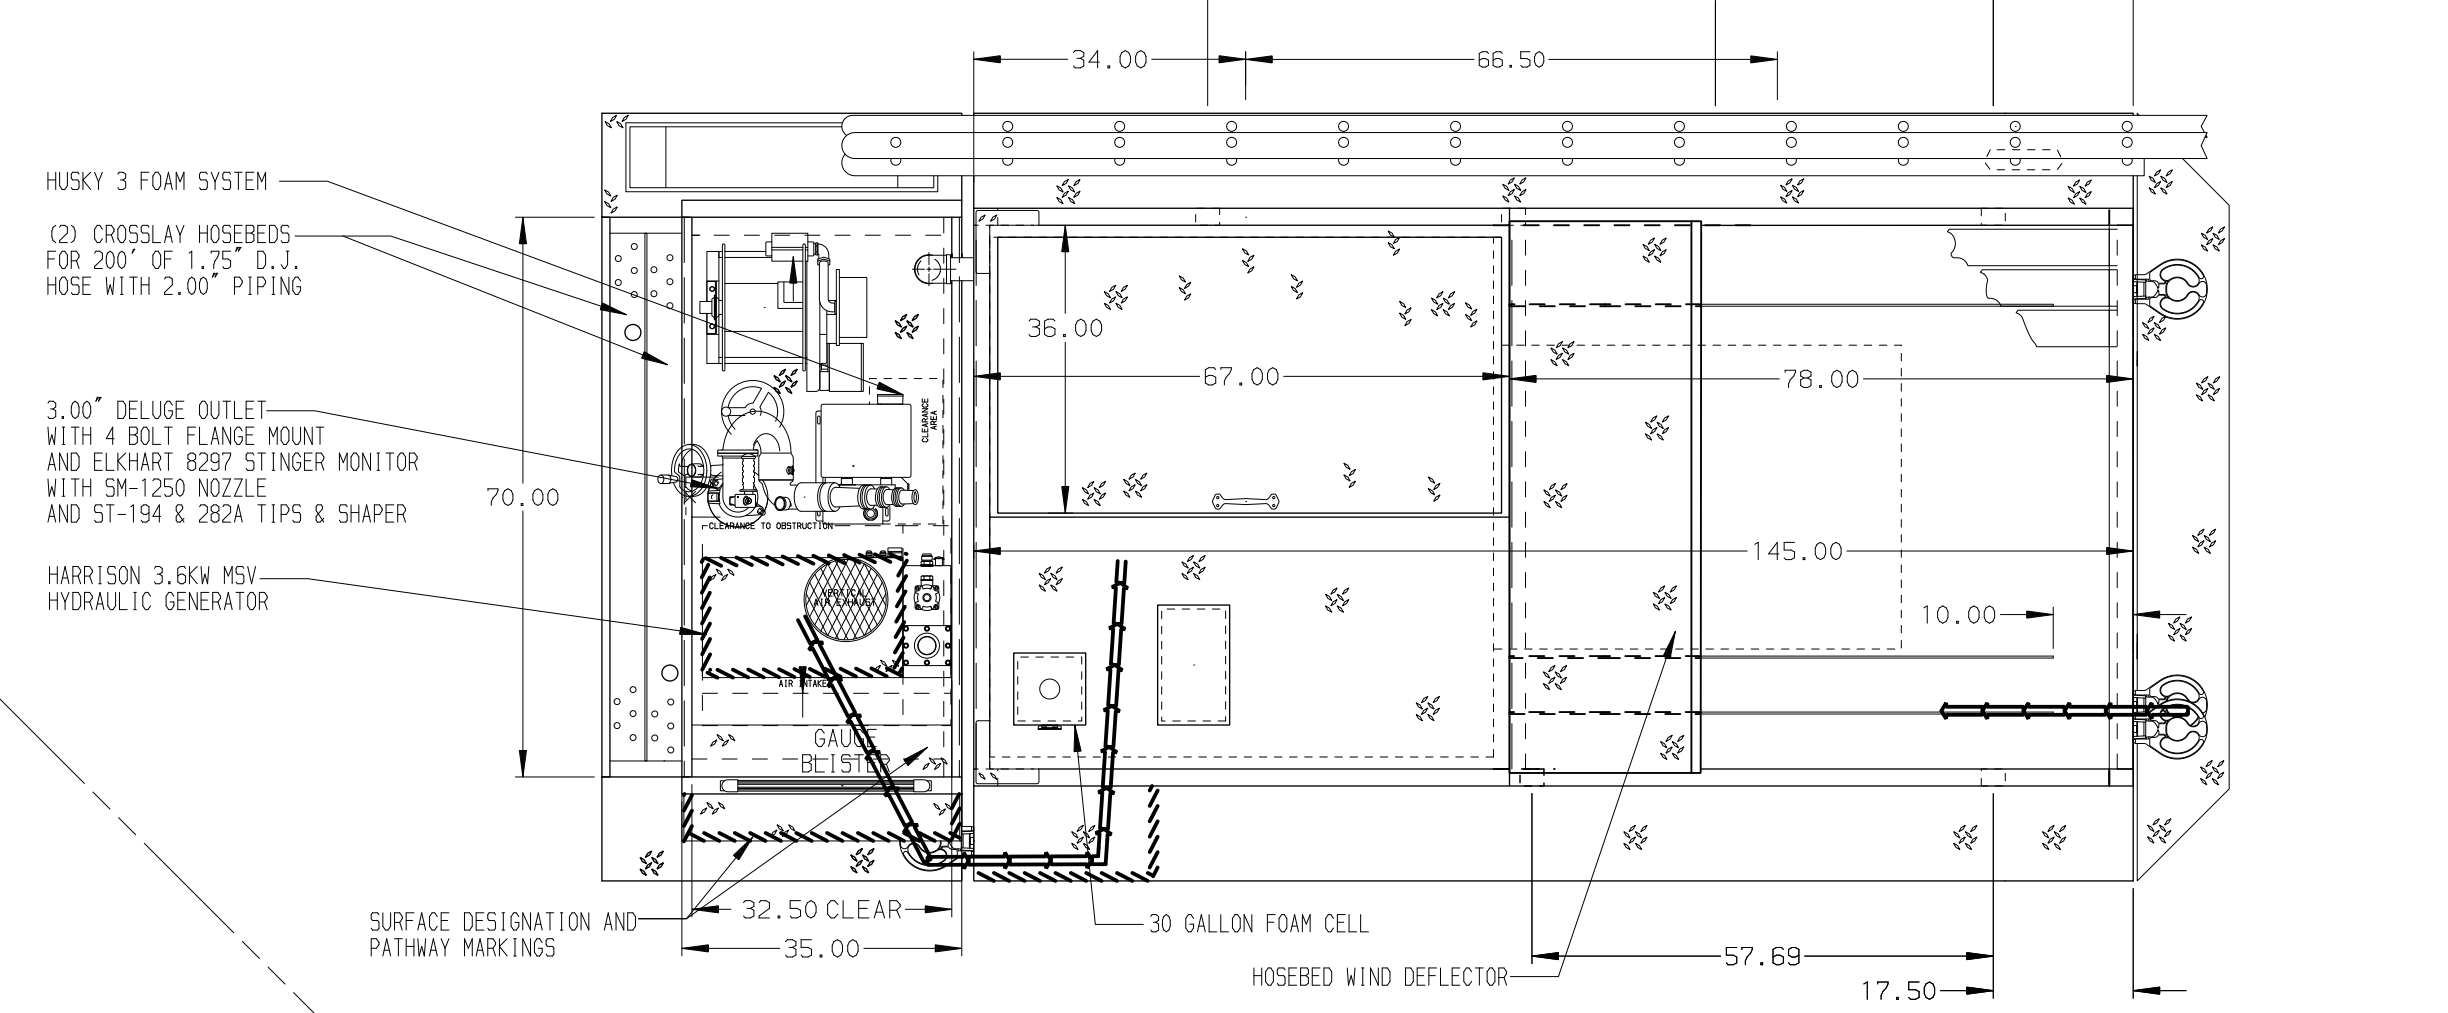 34.00
66.50
HUSKY 3 FOAM SYSTEM
(2) CROSSLAY HOSEBEDS
FOR 200' OF 1.75" D.J.
HOSE WITH 2.00" PIPING
36.00
67.00
78.00
3.00" DELUGE OUTLET
WITH 4 BOLT FLANGE MOUNT
AND ELKHART 8297 STINGER MONITOR
WITH SM-1250 NOZZLE
AND ST-194 & 282A TIPS & SHAPER
70.00
CLEARANCE
AREA
CLEARANCE TO OBSTRUCTION
145.00
HARRISON 3.6KW MSV
HYDRAULIC GENERATOR
VERTICAL
AIR EXHAUST
10.00
AIR INTAKE
GAUGE
BLISTER
32.50 CLEAR
SURFACE DESIGNATION AND
PATHWAY MARKINGS
35.00
30 GALLON FOAM CELL
57.69
HOSEBED WIND DEFLECTOR
17.50